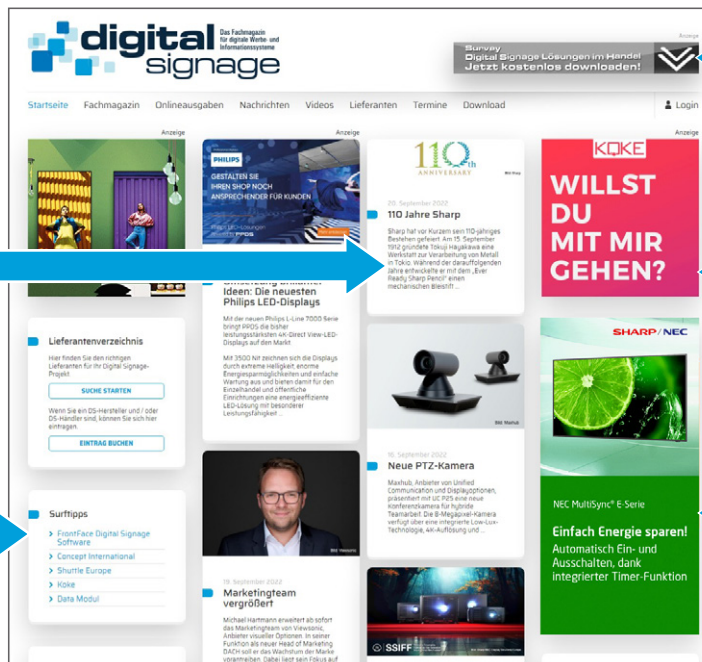 digital
signage
Das Fachmagazin
für digitale Werbe- und
Informationssysteme
Anzeige
Survey
Digital Signage Lösungen im Handel
Jetzt kostenlos downloaden!
Startseite Fachmagazin Onlineausgaben Nachrichten Videos Lieferanten Termine Download Login
Anzeige
Lieferantenverzeichnis
Hier finden Sie den richtigen
Lieferanten für Ihr Digital Signage-
Projekt
SUCHE STARTEN
Wenn Sie ein DS-Hersteller und / oder
DS-Händler sind, können Sie sich hier
eintragen.
EINTRAG BUCHEN
Surftipps
FrontFace Digital Signage
Software
Concept International
Shuttle Europe
Koke
Data Modul
Anzeige
PHILIPS
GESTALTEN SIE
IHREN SHOP NOCH
ANSPRECHENDER FÜR KUNDEN
PPDS
Ideen: Die neuesten
Philips LED-Displays
Mit der neuen Philips L-Line 7000 Serie
bringt PPDS die bisher
leistungsstärksten 4K-Direct View-LED-
Displays auf den Markt
Mit 3500 Nit zeichnen sich die Displays
durch extreme Helligkeit, enorme
Energiesparmöglichkeiten und einfache
Wartung aus und bieten damit für den
Einzelhandel und öffentliche
Einrichtungen eine energieeffiziente
LED-Lösung mit besonderer
Leistungsfähigkeit ...
19. September 2022
Marketingteam
vergrößert
Michael Hartmann erweitert ab sofort
das Marketingteam von Viewsonic,
Anbieter visueller Optionen. In seiner
Funktion als neuer Head of Marketing
DACH soll er das Wachstum der Marke
vorantreiben. Dabei liegt sein Fokus auf
110th
ANNIVERSARY
20. September 2022
110 Jahre Sharp
Sharp hat vor Kurzem sein 110-jähriges
Bestehen gefeiert. Am 15. September
1912 gründete Tokuji Hayakawa eine
Werkstatt zur Verarbeitung von Metall
in Tokio. Während der darauffolgenden
Jahre entwickelte er mit dem „Ever
Ready Sharp Pencil“ einen
mechanischen Bleistift ...
Bild: Maxhub
16. September 2022
Neue PTZ-Kamera
Maxhub, Anbieter von Unified
Communication und Displayoptionen,
präsentiert mit UC P25 eine neue
Konferenzkamera für hybride
Teamarbeit. Die 8-Megapixel-Kamera
verfügt über eine integrierte Low-Lux-
Technologie, 4K-Auflösung und ...
SSIFF
Anzeige
KOKE
WILLST
DU
MIT MIR
GEHEN?
SHARP/NEC
NEC MultiSync® E-Serie
Einfach Energie sparen!
Automatisch Ein- und
Ausschalten, dank
integrierter Timer-Funktion